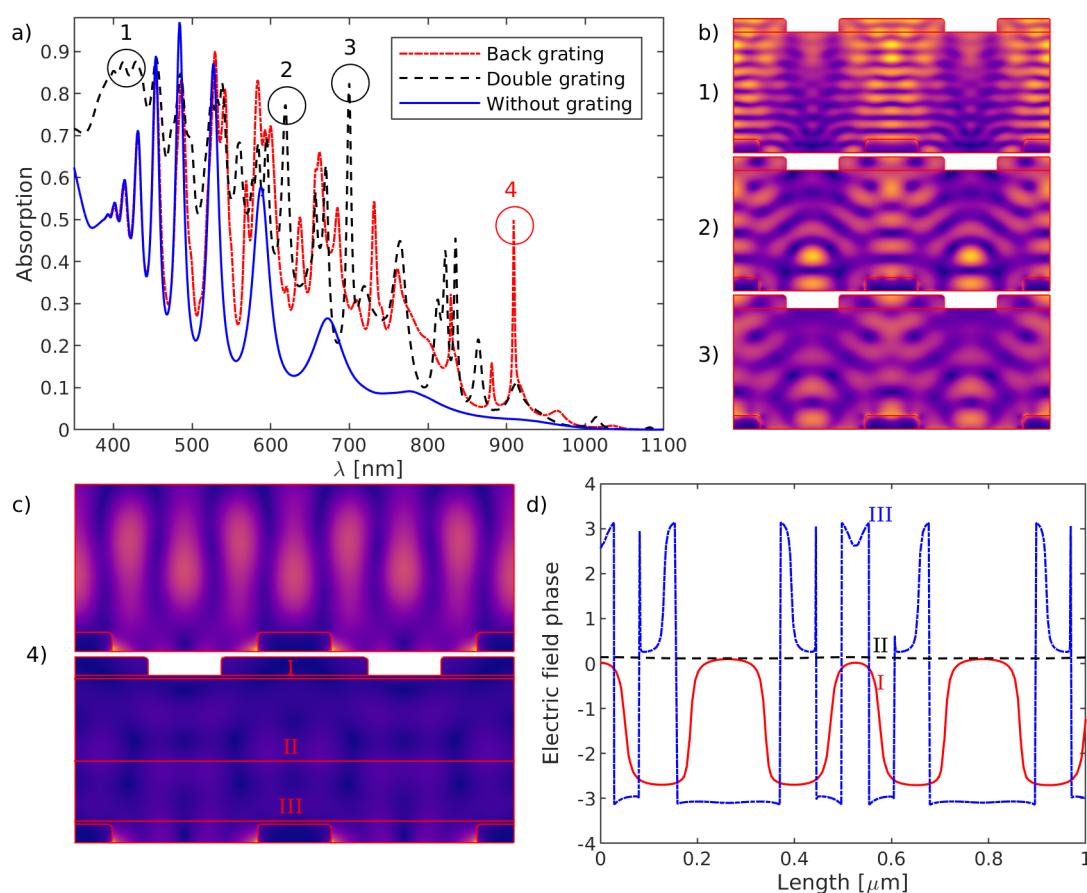 a)
Absorption
0.9
0.8
0.7
0.6
0.5
0.4
0.3
0.2
0.1
0
400 500 600 700 800 900 1000 1100
λ [nm]
1
2
3
4
Back grating
Double grating
Without grating
b)
1)
2)
3)
c)
4)
I
II
III
d)
Electric field phase
4
3
2
1
0
-1
-2
-3
-4
III
II
I
0 0.2 0.4 0.6 0.8 1
Length [μm]